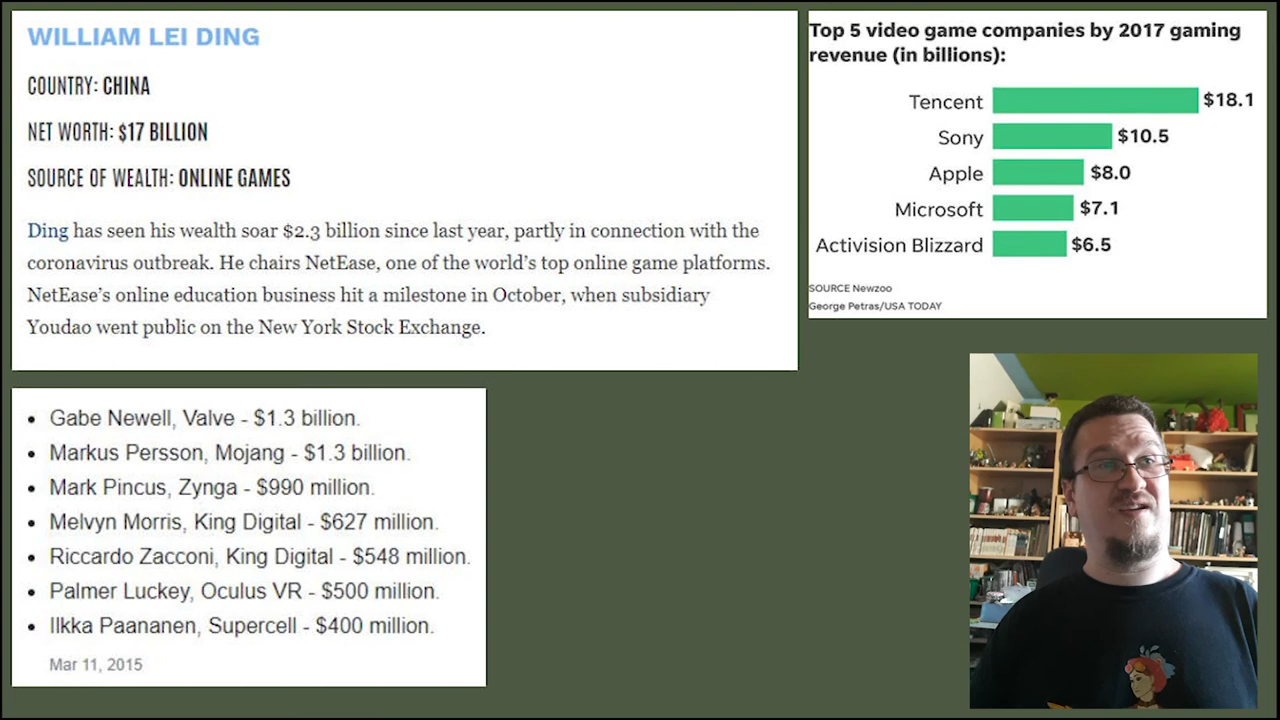 WILLIAM LEI DING
COUNTRY: CHINA
NET WORTH: $17 BILLION
SOURCE OF WEALTH: ONLINE GAMES
Ding has seen his wealth soar $2.3 billion since last year, partly in connection with the
coronavirus outbreak. He chairs NetEase, one of the world’s top online game platforms.
NetEase’s online education business hit a milestone in October, when subsidiary
Youdao went public on the New York Stock Exchange.
Top 5 video game companies by 2017 gaming
revenue (in billions):
Tencent $18.1
Sony $10.5
Apple $8.0
Microsoft $7.1
Activision Blizzard $6.5
SOURCE Newzoo
George Petras/USA TODAY
• Gabe Newell, Valve - $1.3 billion.
• Markus Persson, Mojang - $1.3 billion.
• Mark Pincus, Zynga - $990 million.
• Melvyn Morris, King Digital - $627 million.
• Riccardo Zacconi, King Digital - $548 million.
• Palmer Luckey, Oculus VR - $500 million.
• Ilkka Paananen, Supercell - $400 million.
Mar 11, 2015